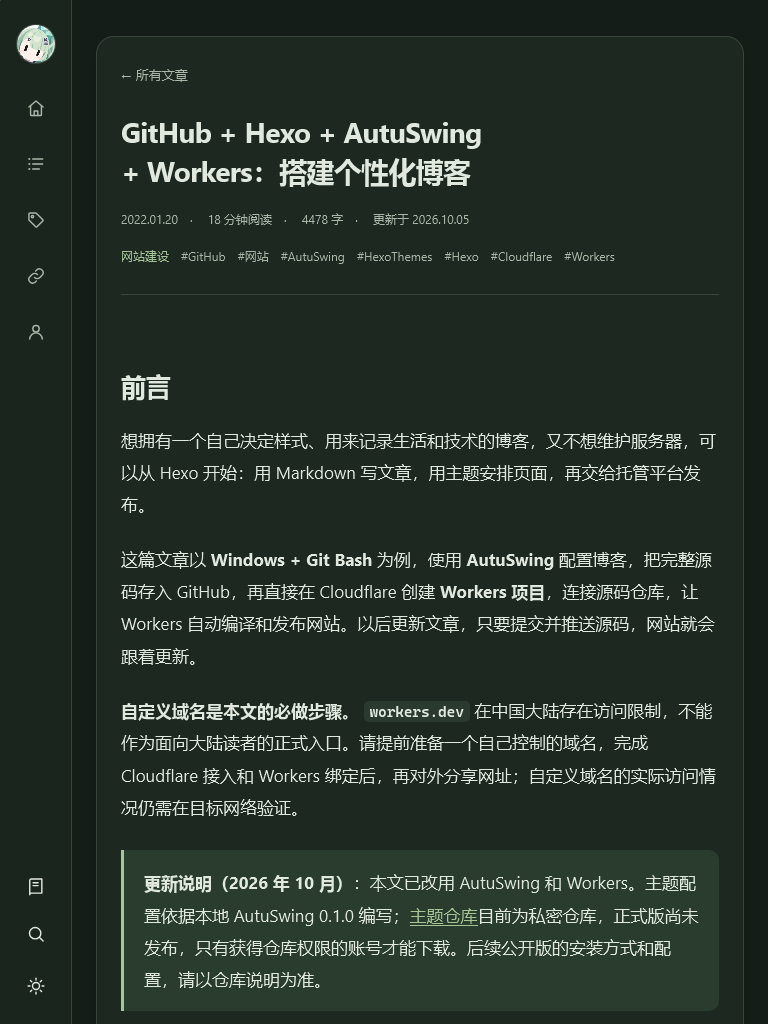 ← 所有文章
GitHub + Hexo + AutuSwing
+ Workers：搭建个性化博客
2022.01.20 · 18 分钟阅读 · 4478 字 · 更新于 2026.10.05
网站建设 #GitHub #网站 #AutuSwing #HexoThemes #Hexo #Cloudflare #Workers
前言
想拥有一个自己决定样式、用来记录生活和技术的博客，又不想维护服务器，可
以从 Hexo 开始：用 Markdown 写文章，用主题安排页面，再交给托管平台发
布。
这篇文章以 Windows + Git Bash 为例，使用 AutuSwing 配置博客，把完整源
码存入 GitHub，再直接在 Cloudflare 创建 Workers 项目，连接源码仓库，让
Workers 自动编译和发布网站。以后更新文章，只要提交并推送源码，网站就会
跟着更新。
自定义域名是本文的必做步骤。 workers.dev 在中国大陆存在访问限制，不能
作为面向大陆读者的正式入口。请提前准备一个自己控制的域名，完成
Cloudflare 接入和 Workers 绑定后，再对外分享网址；自定义域名的实际访问情
况仍需在目标网络验证。
更新说明（2026 年 10 月）：本文已改用 AutuSwing 和 Workers。主题配
置依据本地 AutuSwing 0.1.0 编写；主题仓库目前为私密仓库，正式版尚未
发布，只有获得仓库权限的账号才能下载。后续公开版的安装方式和配
置，请以仓库说明为准。